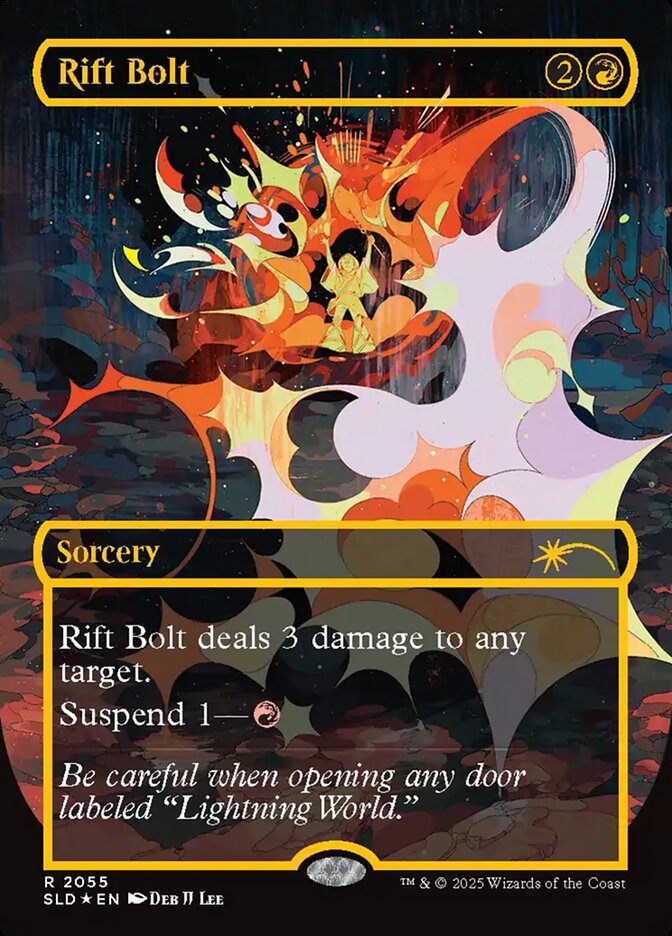 Rift Bolt 2
Sorcery
Rift Bolt deals 3 damage to any
target.
Suspend 1—
Be careful when opening any door
labeled “Lightning World.”
R 2055
SLD★EN DEB JJ LEE
™ & © 2025 Wizards of the Coast